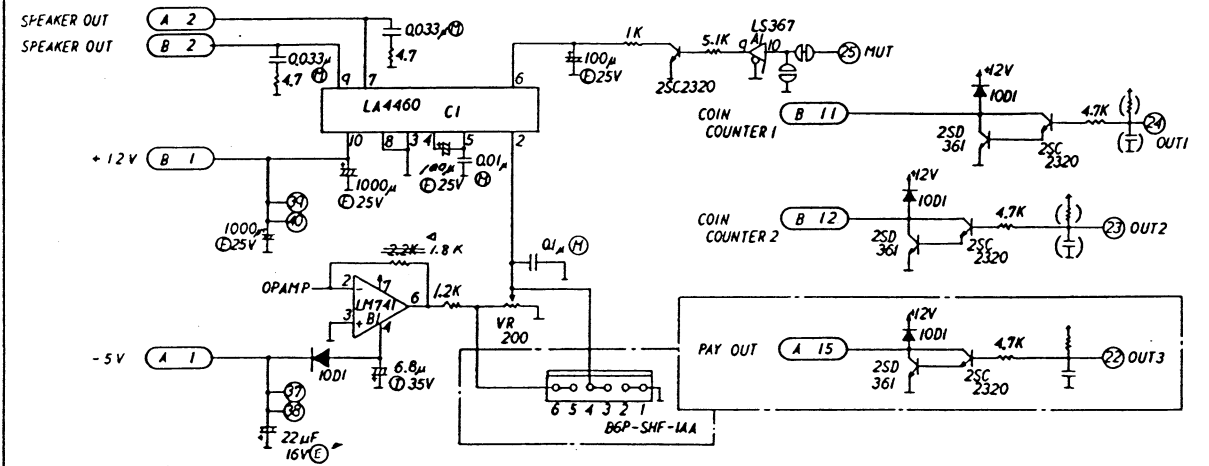 SPEAKER OUT A 2
SPEAKER OUT B 2
0.033μ Ⓜ
4.7
0.033μ Ⓜ
4.7
9 7
6
LA4460 C1
10 8 3 4 5 2
100μ
Ⓔ 25V
1K
2SC2320
5.1K
LS367
9 A1 10
1
25 MUT
+12V B 1
1000μ
Ⓔ 25V
100μ
Ⓔ 25V
0.01μ
Ⓜ
39
40
1000μ
Ⓔ 25V
0.1μ Ⓜ
2.2K 1.8K
OPAMP
2 - 7
LM741 6
3 + B1 4
1.2K
VR
200
-5V A 1
10D1
6.8μ
Ⓣ 35V
37
38
22μF
16V Ⓔ
6 5 4 3 2 1
B6P-SHF-1AA
COIN
COUNTER 1
B 11
+12V
10D1
2SD
361
2SC
2320
4.7K
( )
( )
24
OUT1
COIN
COUNTER 2
B 12
+12V
10D1
2SD
361
2SC
2320
4.7K
( )
( )
23 OUT2
PAY OUT A 15
+12V
10D1
2SD
361
2SC
2320
4.7K
22 OUT3